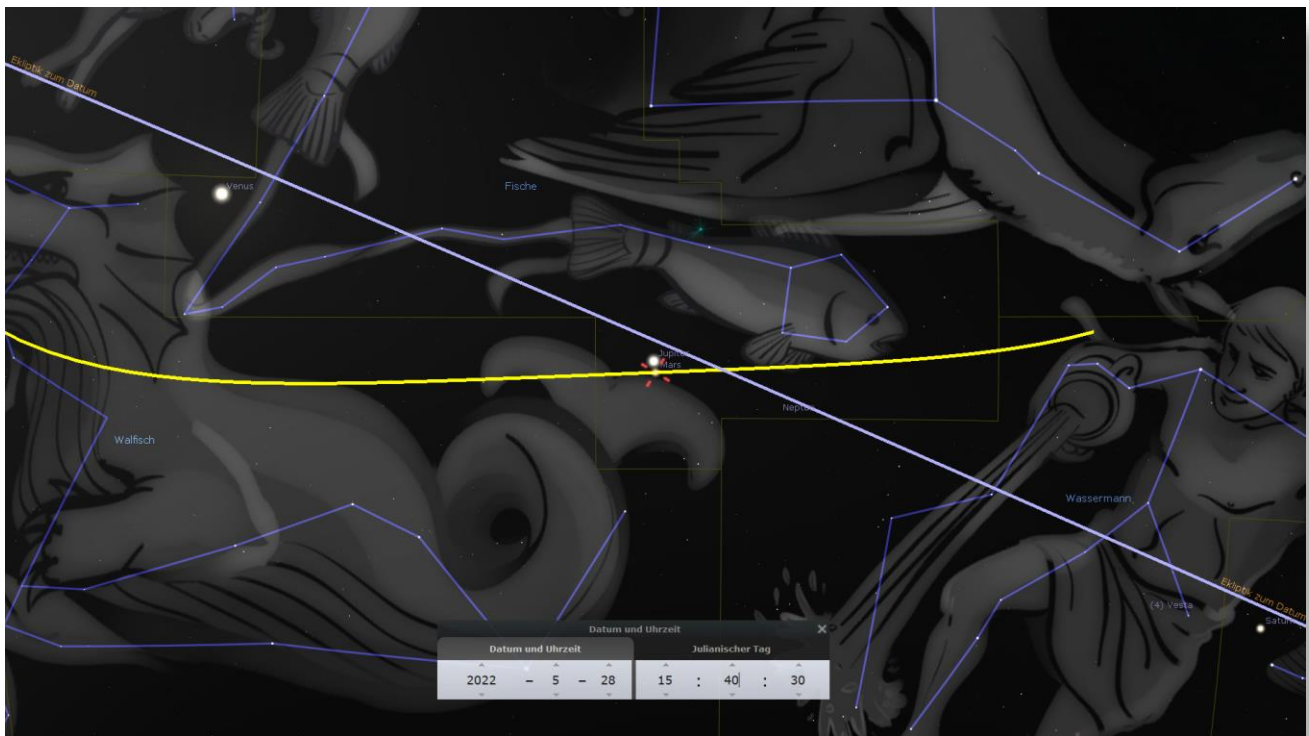 Ekliptik zum Datum
Venus
Fische
Jupiter
Mars
Neptun
Walfisch
Wassermann
Ekliptik zum Datum
(4) Vesta
Saturn
Datum und Uhrzeit ×
Datum und Uhrzeit Julianischer Tag
2022 – 5 – 28 15 : 40 : 30